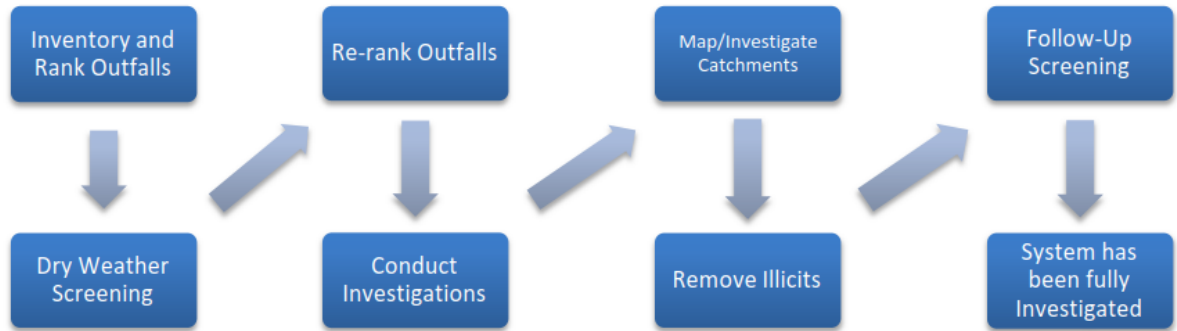 Inventory and
Rank Outfalls
Dry Weather
Screening
Re-rank Outfalls
Conduct
Investigations
Map/Investigate
Catchments
Remove Illicits
Follow-Up
Screening
System has
been fully
Investigated